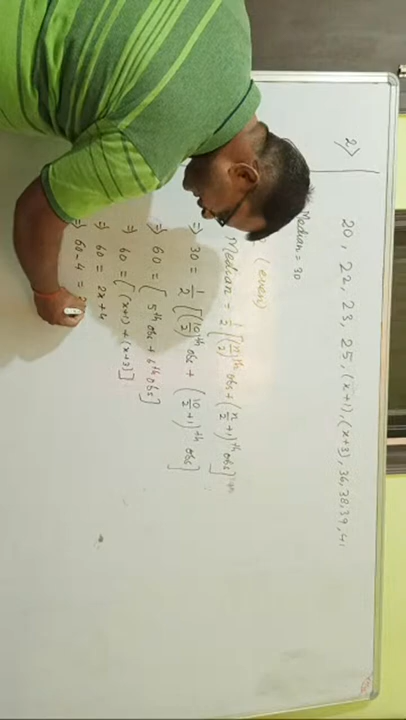 2) 20, 22, 23, 25, (x+1), (x+3), 36, 38, 39, 41
Median = 30
(even)
Median = 1/2 [(n/2)th obs + (n/2 + 1)th obs]
⇒ 30 = 1/2 [(10/2)th obs + (10/2 + 1)th obs]
⇒ 60 = [5th obs + 6th obs]
⇒ 60 = [(x+1) + (x+3)]
⇒ 60 = 2x+4
⇒ 60-4 =